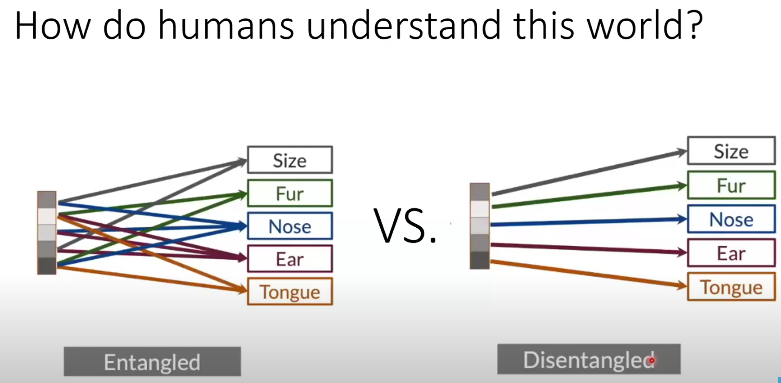 How do humans understand this world?
Size
Fur
Nose
Ear
Tongue
Entangled
VS.
Size
Fur
Nose
Ear
Tongue
Disentangled